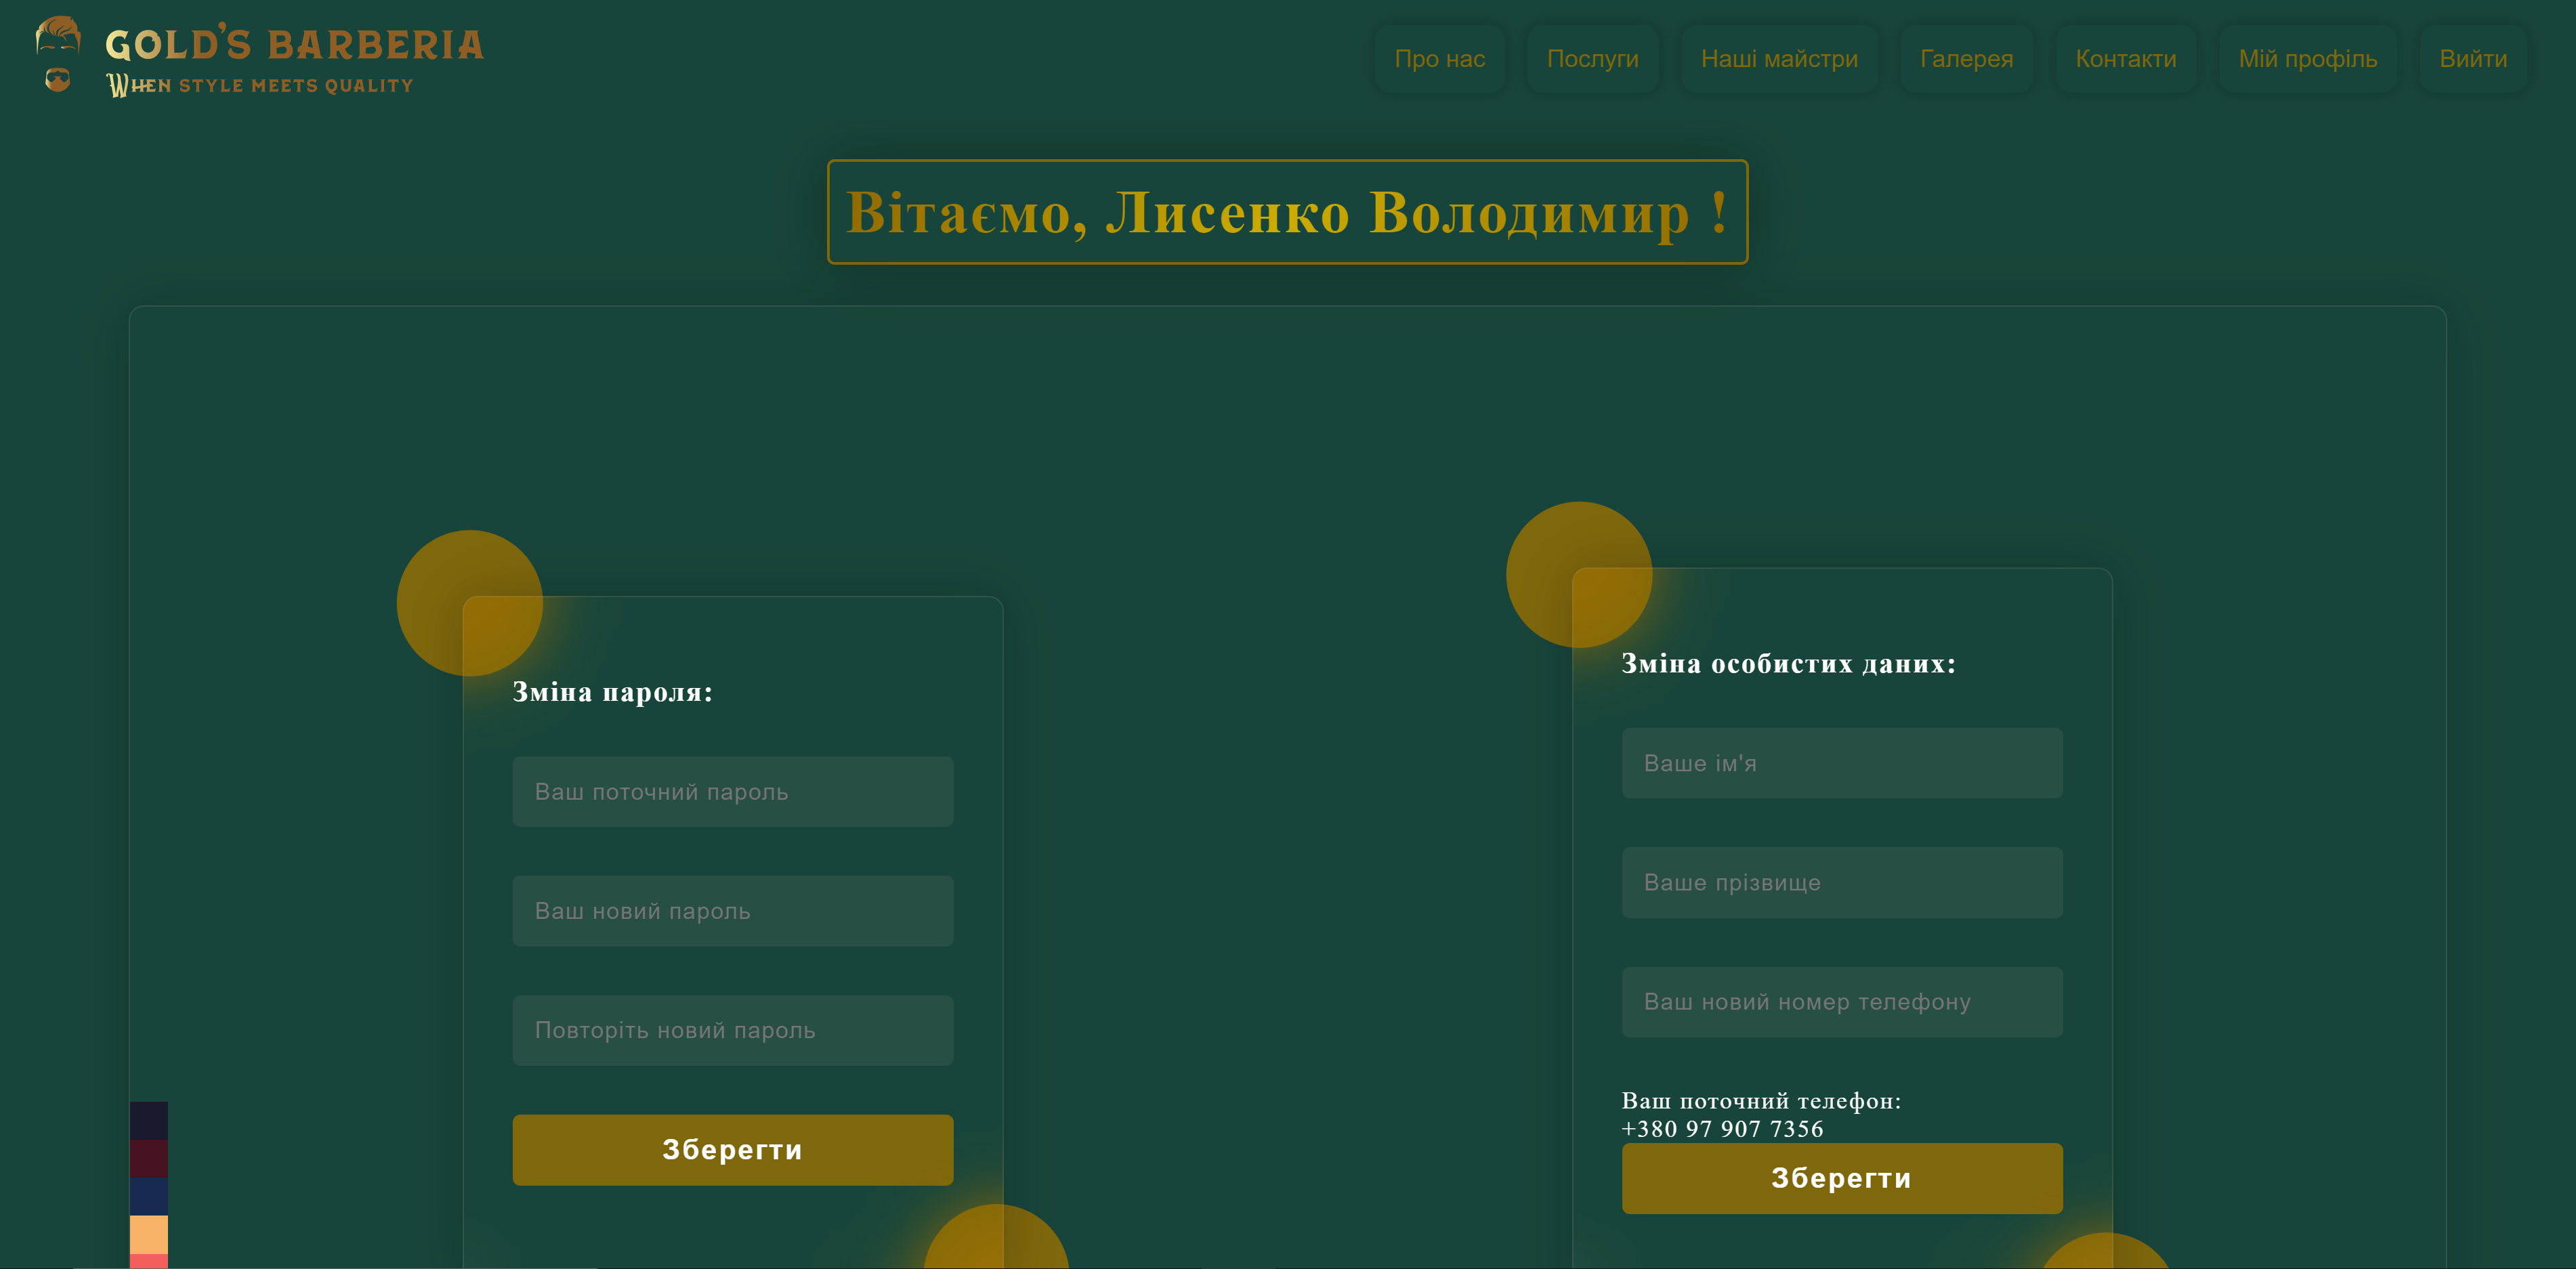 GOLD'S BARBERIA
WHEN STYLE MEETS QUALITY
Про нас
Послуги
Наші майстри
Галерея
Контакти
Мій профіль
Вийти
Вітаємо, Лисенко Володимир !
Зміна пароля:
Ваш поточний пароль
Ваш новий пароль
Повторіть новий пароль
Зберегти
Зміна особистих даних:
Ваше ім'я
Ваше прізвище
Ваш новий номер телефону
Ваш поточний телефон:
+380 97 907 7356
Зберегти